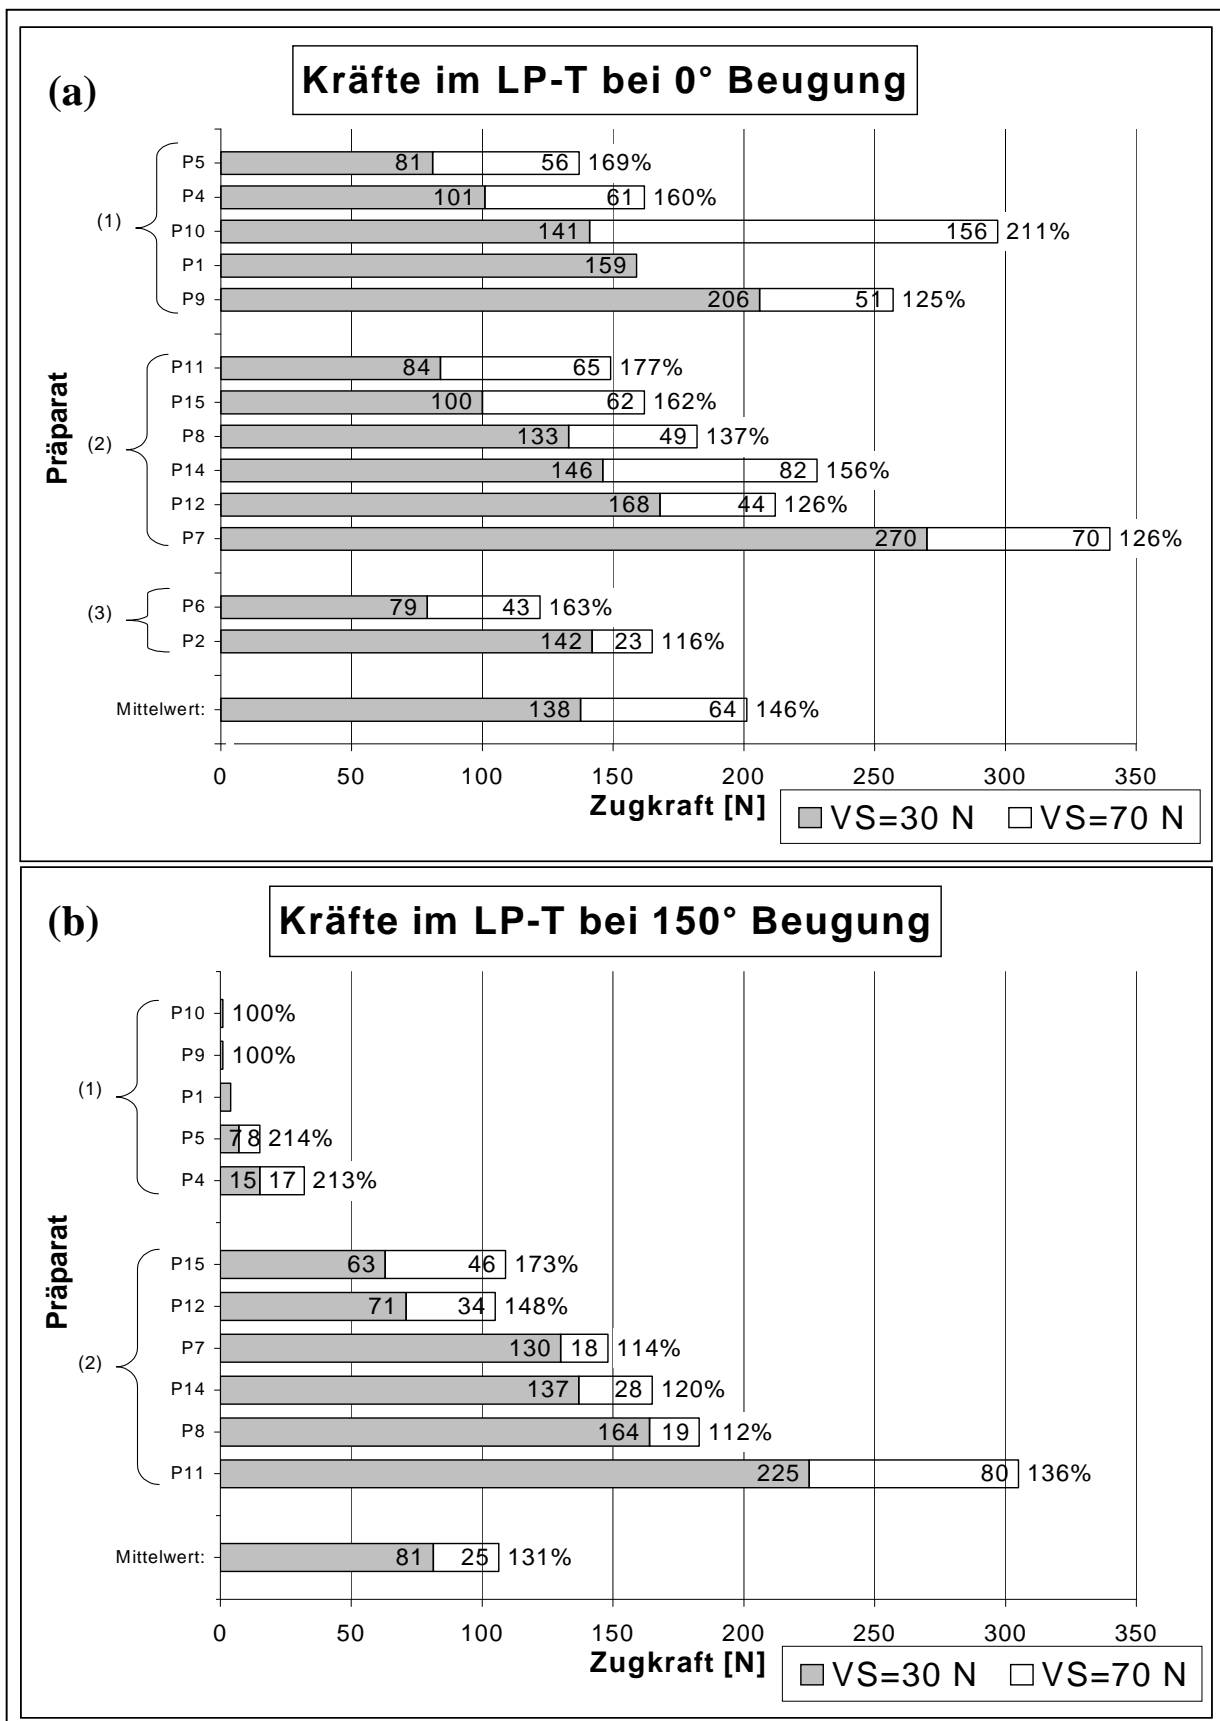 (a)
Kräfte im LP-T bei 0° Beugung
Präparat
(1)
P5 81 56 169%
P4 101 61 160%
P10 141 156 211%
P1 159
P9 206 51 125%
(2)
P11 84 65 177%
P15 100 62 162%
P8 133 49 137%
P14 146 82 156%
P12 168 44 126%
P7 270 70 126%
(3)
P6 79 43 163%
P2 142 23 116%
Mittelwert: 138 64 146%
0 50 100 150 200 250 300 350
Zugkraft [N]
VS=30 N VS=70 N
(b)
Kräfte im LP-T bei 150° Beugung
Präparat
(1)
P10 100%
P9 100%
P1
P5 7 8 214%
P4 15 17 213%
(2)
P15 63 46 173%
P12 71 34 148%
P7 130 18 114%
P14 137 28 120%
P8 164 19 112%
P11 225 80 136%
Mittelwert: 81 25 131%
0 50 100 150 200 250 300 350
Zugkraft [N]
VS=30 N VS=70 N